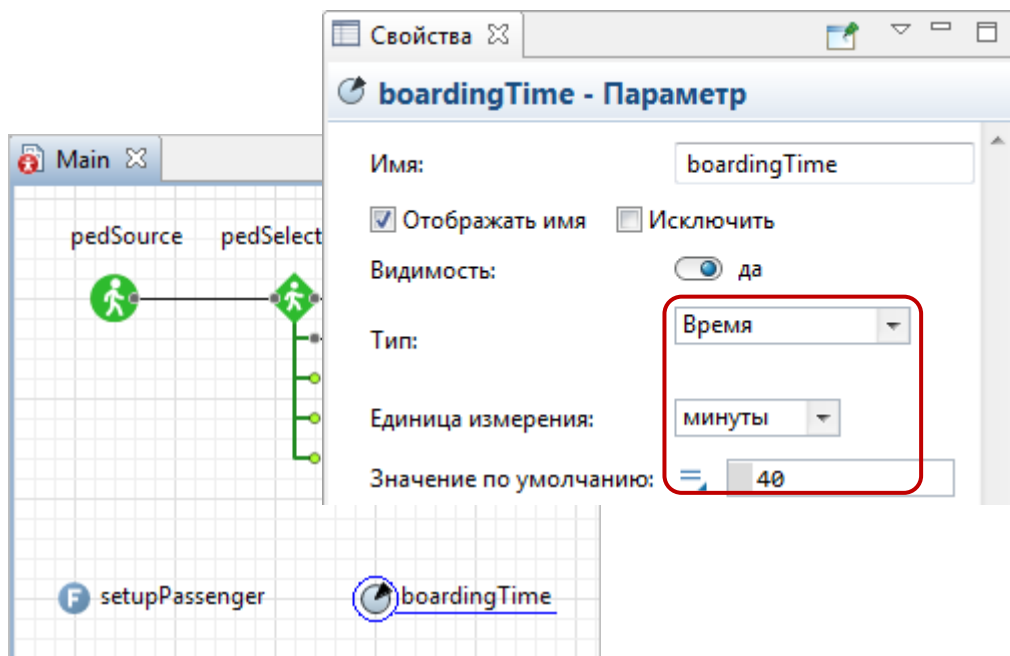 Свойства
boardingTime - Параметр
Main
Имя: boardingTime
Отображать имя Исключить
pedSource pedSelect
Видимость: да
Тип: Время
Единица измерения: минуты
Значение по умолчанию: 40
F setupPassenger boardingTime